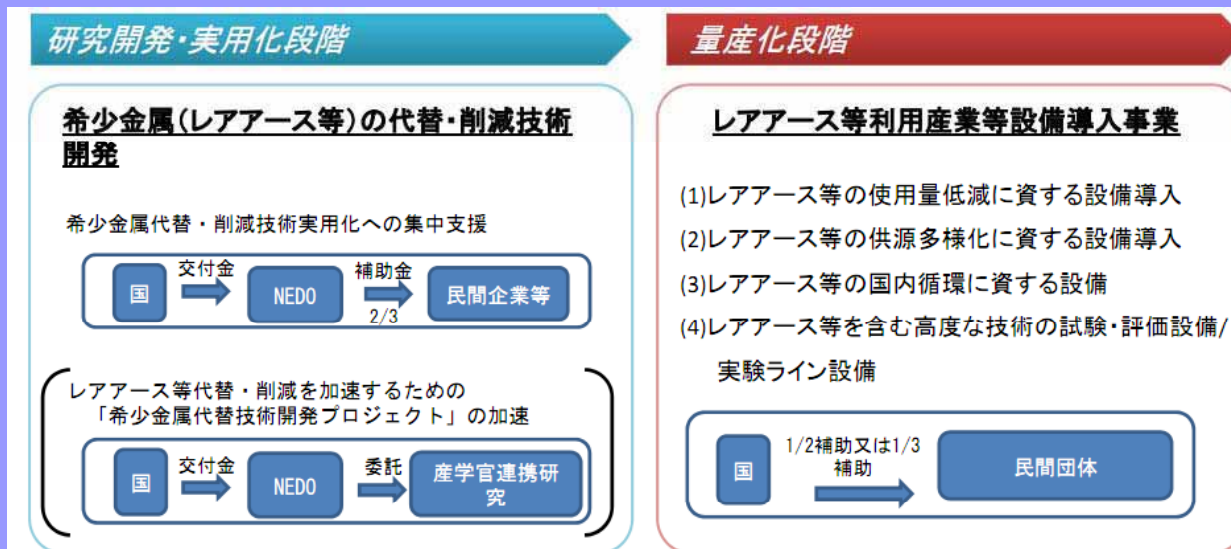 研究開発・実用化段階
希少金属(レアアース等)の代替・削減技術
開発
希少金属代替・削減技術実用化への集中支援
国
交付金
NEDO
補助金
2/3
民間企業等
レアアース等代替・削減を加速するための
「希少金属代替技術開発プロジェクト」の加速
国
交付金
NEDO
委託
産学官連携研
究
量産化段階
レアアース等利用産業等設備導入事業
(1)レアアース等の使用量低減に資する設備導入
(2)レアアース等の供源多様化に資する設備導入
(3)レアアース等の国内循環に資する設備
(4)レアアース等を含む高度な技術の試験・評価設備/
実験ライン設備
国
1/2補助又は1/3
補助
民間団体